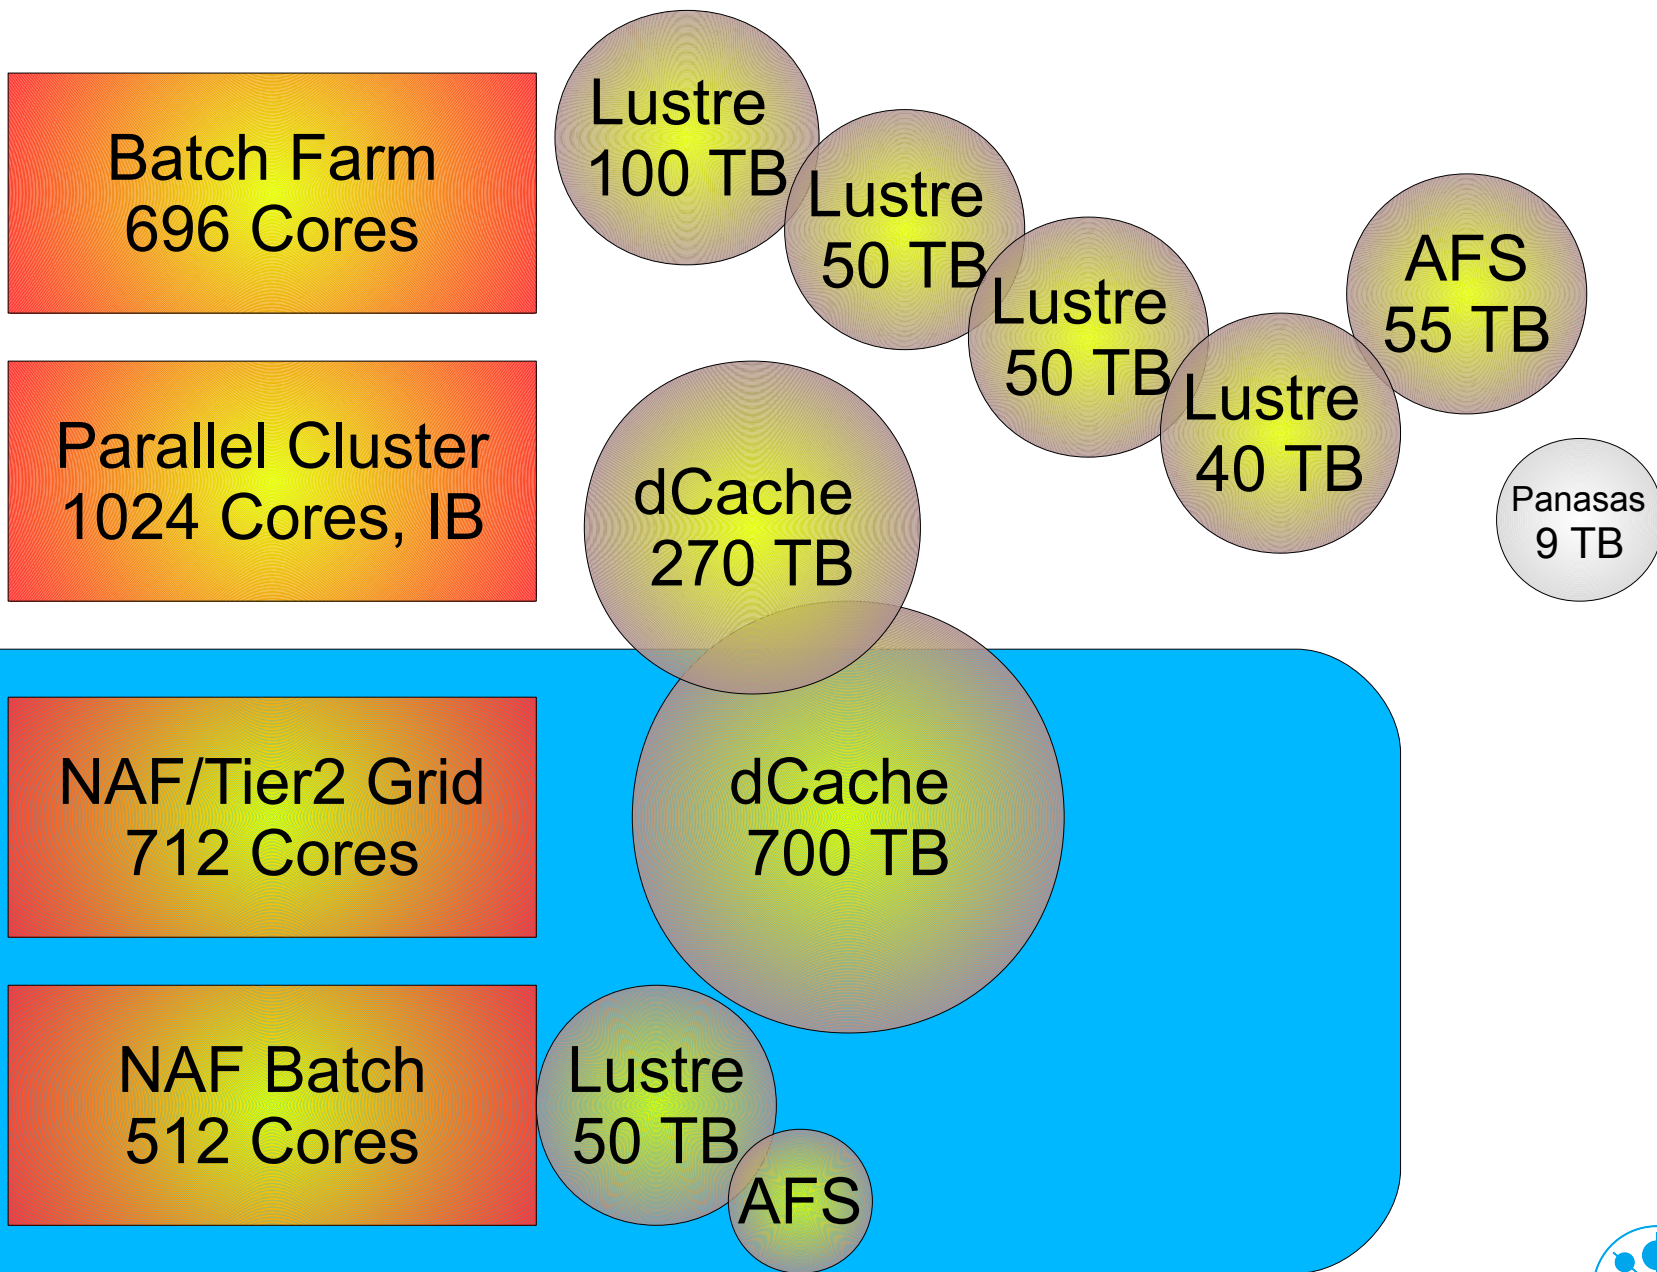 Batch Farm
696 Cores
Lustre
100 TB
Lustre
50 TB
Lustre
50 TB
Lustre
40 TB
AFS
55 TB
Panasas
9 TB
Parallel Cluster
1024 Cores, IB
dCache
270 TB
NAF/Tier2 Grid
712 Cores
dCache
700 TB
NAF Batch
512 Cores
Lustre
50 TB
AFS